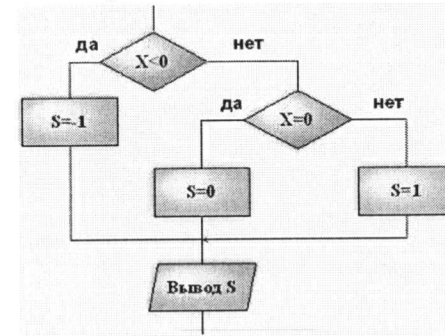 да
нет
X<0
да
нет
S=-1
X=0
S=0
S=1
Вывод S